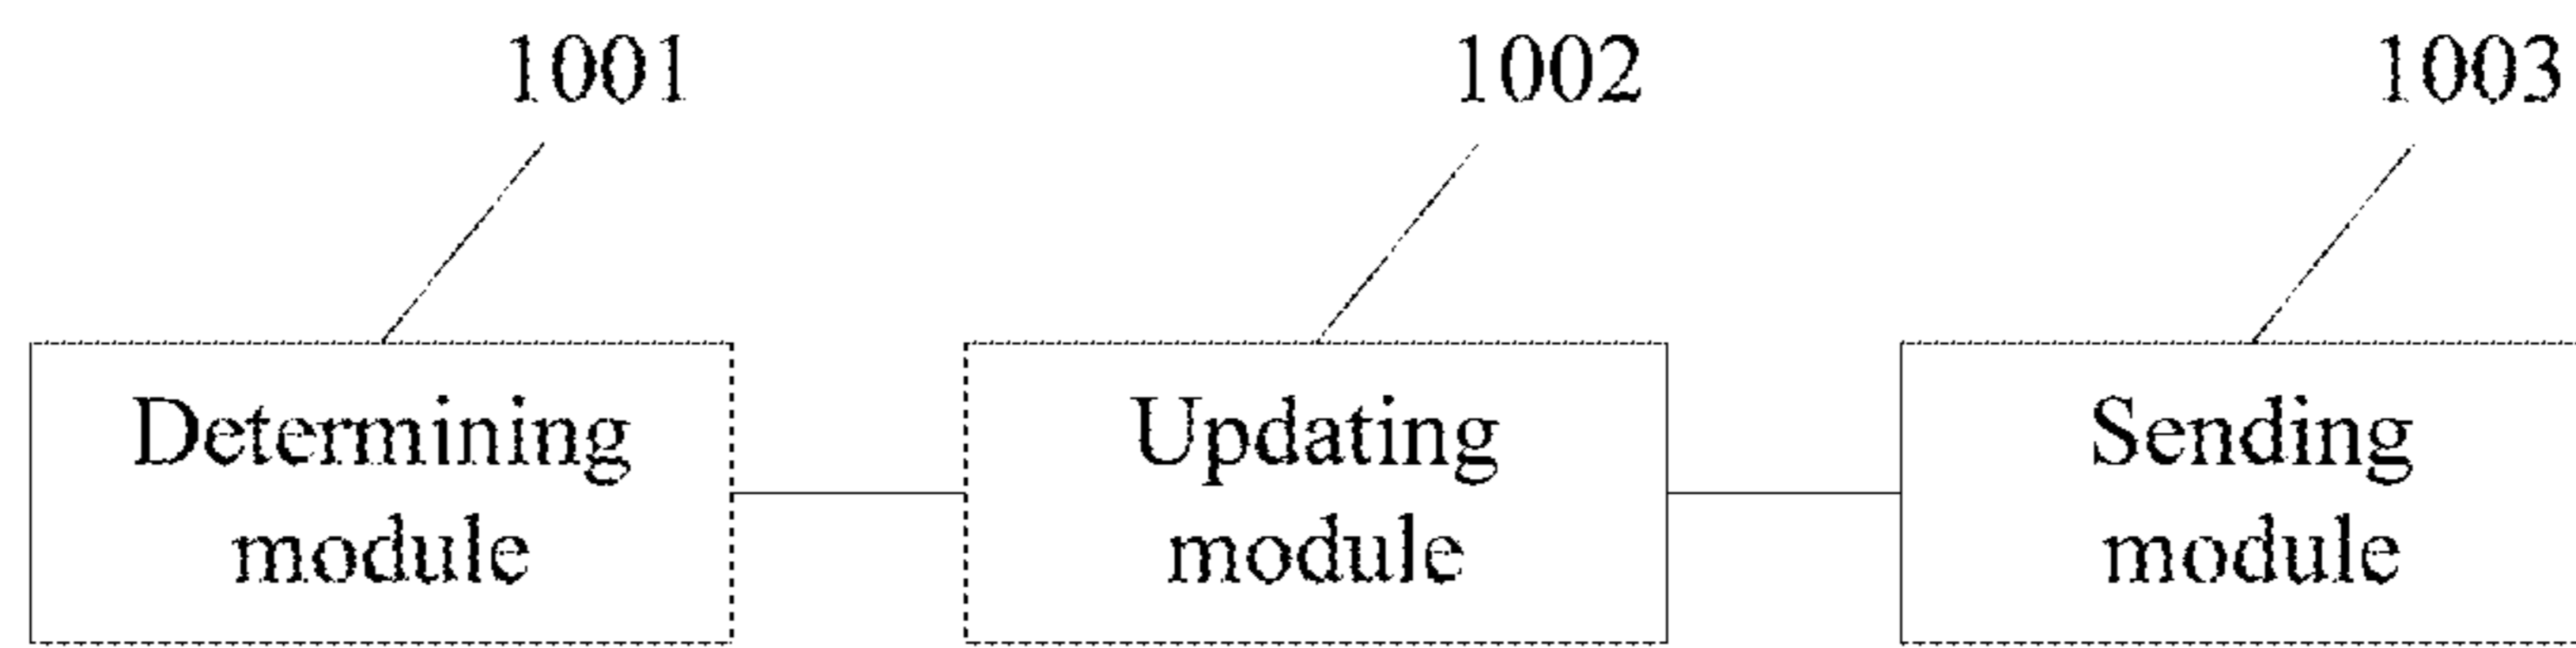 1001
1002
1003
Determining
module
Updating
module
Sending
module